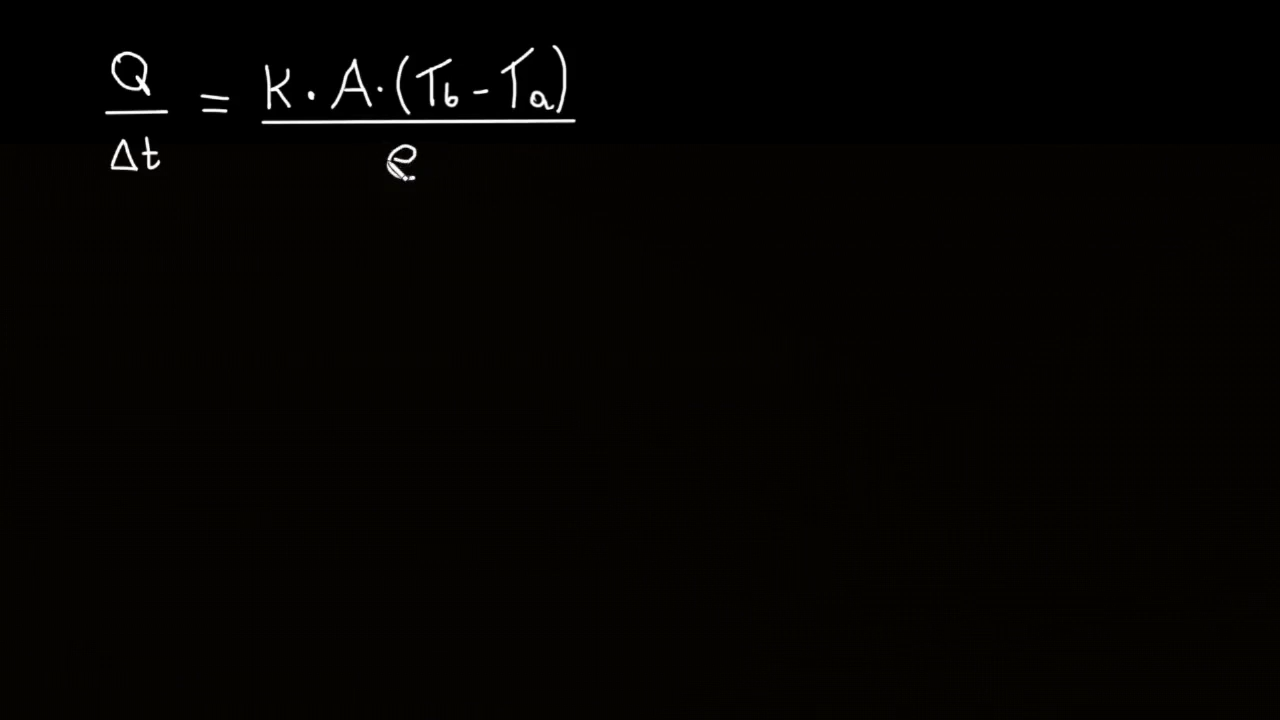 Q/Δt = K · A · (Tb - Ta)/e